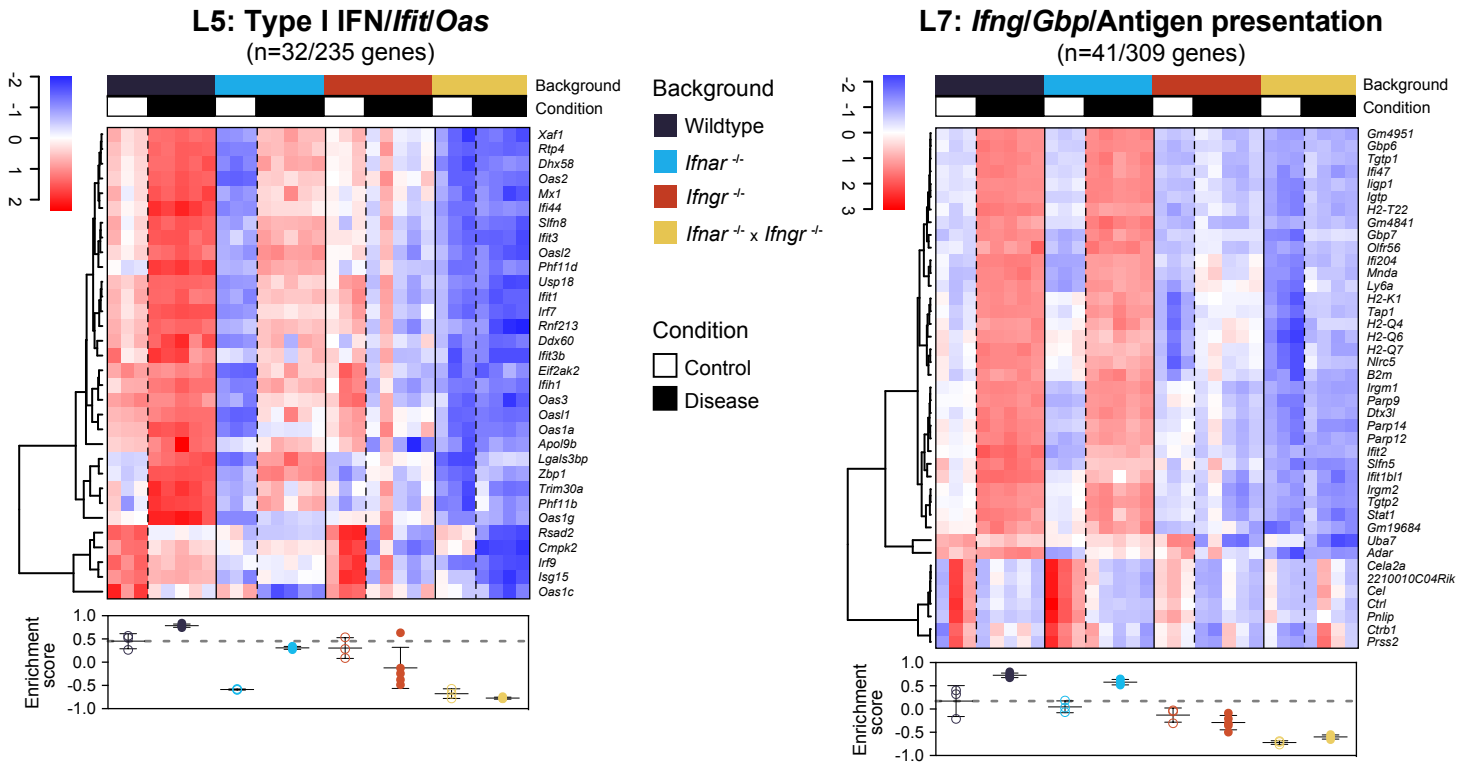 L5: Type I IFN/Ifit/Oas
(n=32/235 genes)
-2
-1
0
1
2
Background
Condition
Xaf1
Rtp4
Dhx58
Oas2
Mx1
Ifi44
Slfn8
Ifit3
Oasl2
Phf11d
Usp18
Ifit1
Irf7
Rnf213
Ddx60
Ifit3b
Eif2ak2
Ifih1
Oas3
Oasl1
Oas1a
Apol9b
Lgals3bp
Zbp1
Trim30a
Phf11b
Oas1g
Rsad2
Cmpk2
Irf9
Isg15
Oas1c
Enrichment
score
1.0
0.5
0.0
-0.5
-1.0
Background
Wildtype
Ifnar -/-
Ifngr -/-
Ifnar -/- x Ifngr -/-
Condition
Control
Disease
L7: Ifng/Gbp/Antigen presentation
(n=41/309 genes)
-2
-1
0
1
2
3
Background
Condition
Gm4951
Gbp6
Tgtp1
Ifi47
Iigp1
Igtp
H2-T22
Gm4841
Gbp7
Olfr56
Ifi204
Mnda
Ly6a
H2-K1
Tap1
H2-Q4
H2-Q6
H2-Q7
Nlrc5
B2m
Irgm1
Parp9
Dtx3l
Parp14
Parp12
Ifit2
Slfn5
Ifit1bl1
Irgm2
Tgtp2
Stat1
Gm19684
Uba7
Adar
Cela2a
2210010C04Rik
Cel
Ctrl
Pnlip
Ctrb1
Prss2
Enrichment
score
1.0
0.5
0.0
-0.5
-1.0